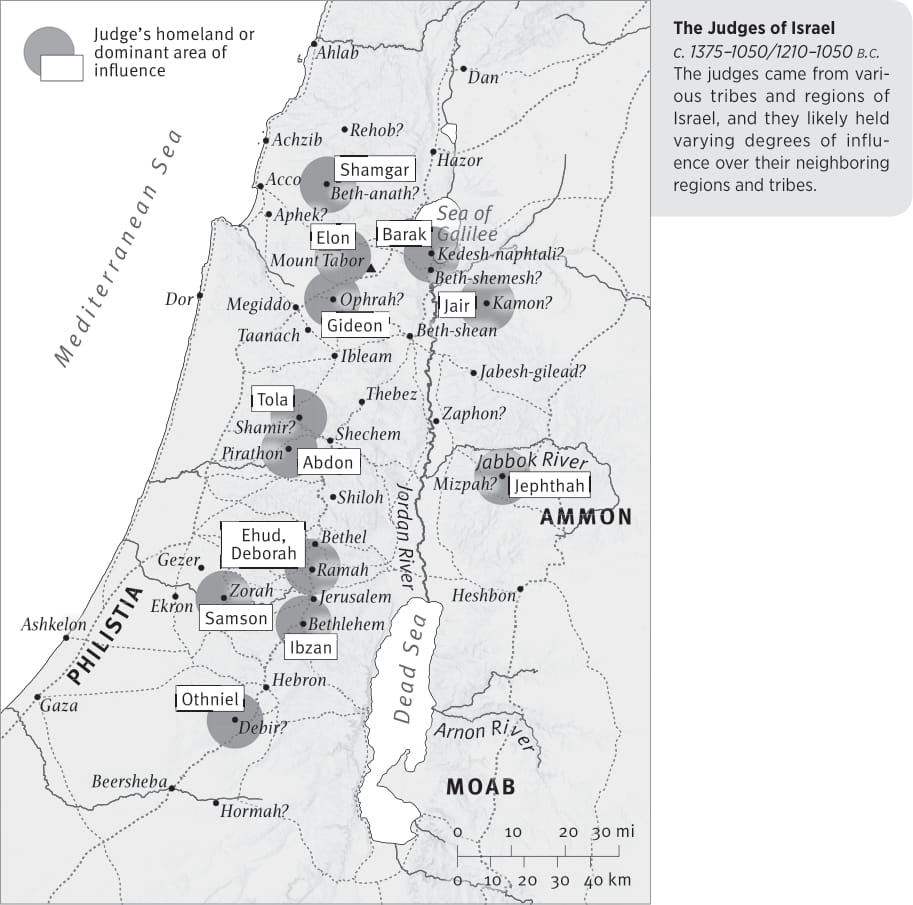 Judge’s homeland or
dominant area of
influence
The Judges of Israel
c. 1375–1050/1210–1050 B.C.
The judges came from vari-
ous tribes and regions of
Israel, and they likely held
varying degrees of influ-
ence over their neighboring
regions and tribes.
Ahlab
Dan
Rehob?
Achzib
Hazor
Shamgar
Acco
Beth-anath?
Aphek?
Sea of
Galilee
Elon
Barak
Mount Tabor
Kedesh-naphtali?
Beth-shemesh?
Mediterranean Sea
Dor
Megiddo
Ophrah?
Jair
Kamon?
Gideon
Taanach
Beth-shean
Ibleam
Jabesh-gilead?
Tola
Thebez
Shamir?
Zaphon?
Shechem
Pirathon
Abdon
Jabbok River
Mizpah?
Jephthah
Shiloh
AMMON
Jordan River
Ehud,
Deborah
Bethel
Gezer
Ramah
Zorah
Ekron
Jerusalem
Heshbon
Samson
Bethlehem
Ashkelon
PHILISTIA
Ibzan
Dead Sea
Hebron
Othniel
Gaza
Debir?
Arnon River
Beersheba
MOAB
Hormah?
0 10 20 30 mi
0 10 20 30 40 km